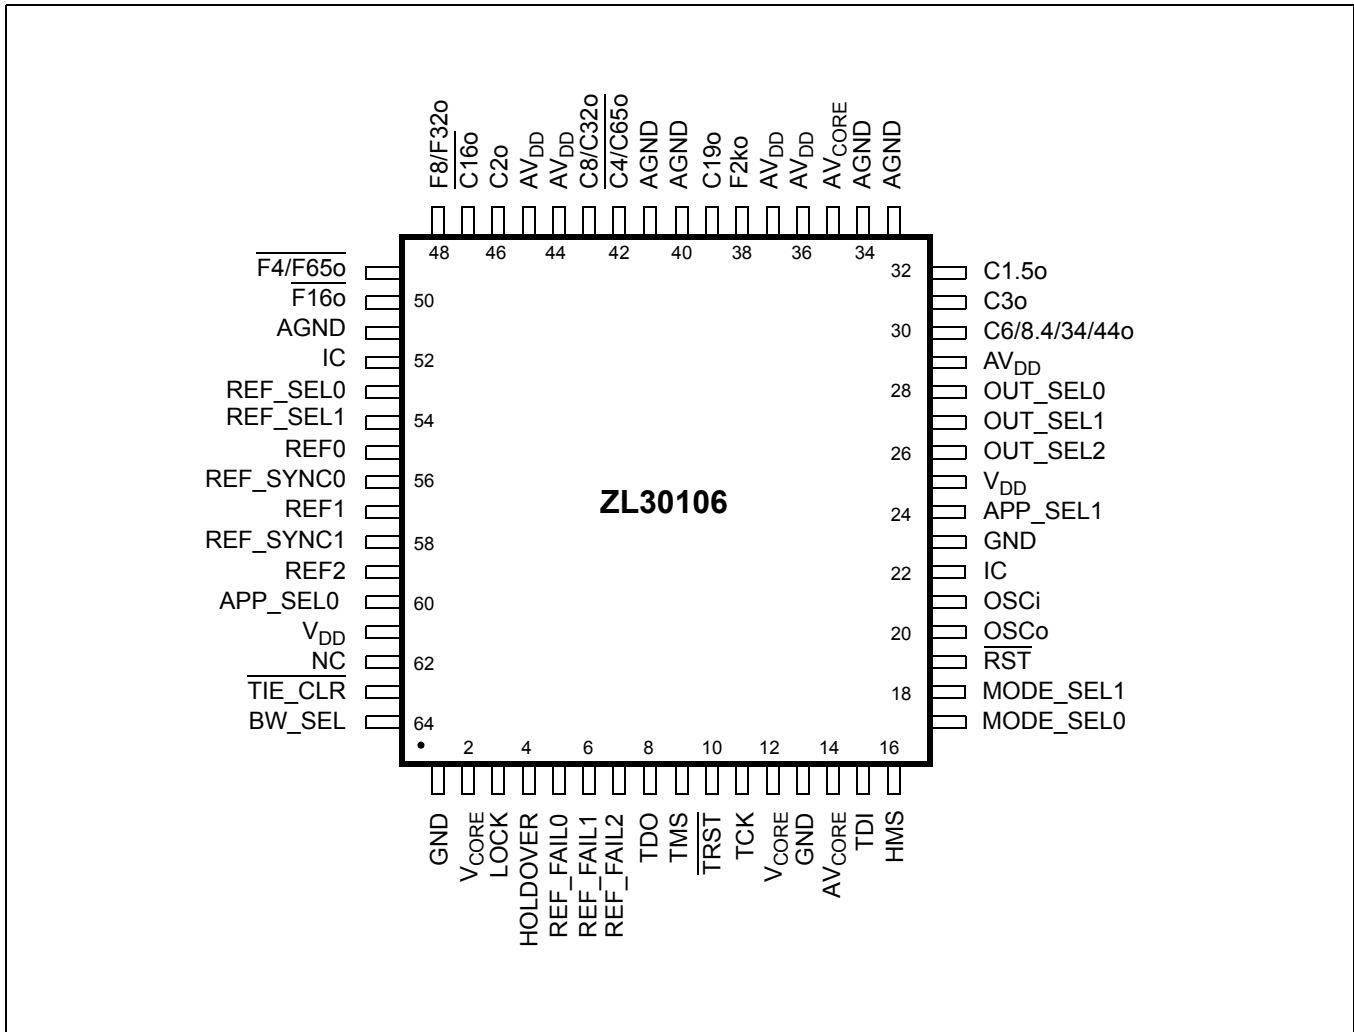 F8/F32o
C16o
C2o
AVDD
AVDD
C8/C32o
C4/C65o
AGND
AGND
C19o
F2ko
AVDD
AVDD
AVCORE
AGND
AGND
48 46 44 42 40 38 36 34
F4/F65o
F16o
AGND
IC
REF_SEL0
REF_SEL1
REF0
REF_SYNC0
REF1
REF_SYNC1
REF2
APP_SEL0
VDD
NC
TIE_CLR
BW_SEL
50
52
54
56
58
60
62
64
ZL30106
32
30
28
26
24
22
20
18
C1.5o
C3o
C6/8.4/34/44o
AVDD
OUT_SEL0
OUT_SEL1
OUT_SEL2
VDD
APP_SEL1
GND
IC
OSCi
OSCo
RST
MODE_SEL1
MODE_SEL0
2 4 6 8 10 12 14 16
GND
VCORE
LOCK
HOLDOVER
REF_FAIL0
REF_FAIL1
REF_FAIL2
TDO
TMS
TRST
TCK
VCORE
GND
AVCORE
TDI
HMS